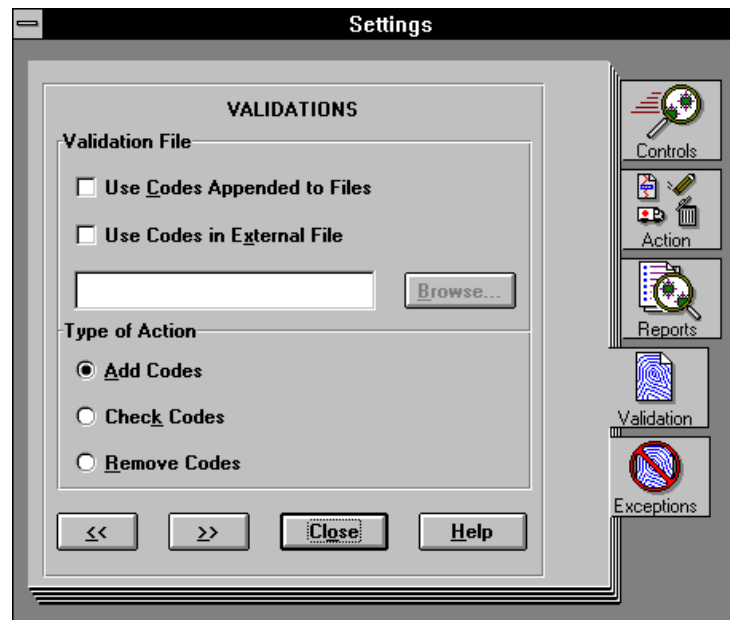 Settings
VALIDATIONS
Validation File
Use Codes Appended to Files
Use Codes in External File
Browse...
Type of Action
Add Codes
Check Codes
Remove Codes
<<
>>
Close
Help
Controls
Action
Reports
Validation
Exceptions